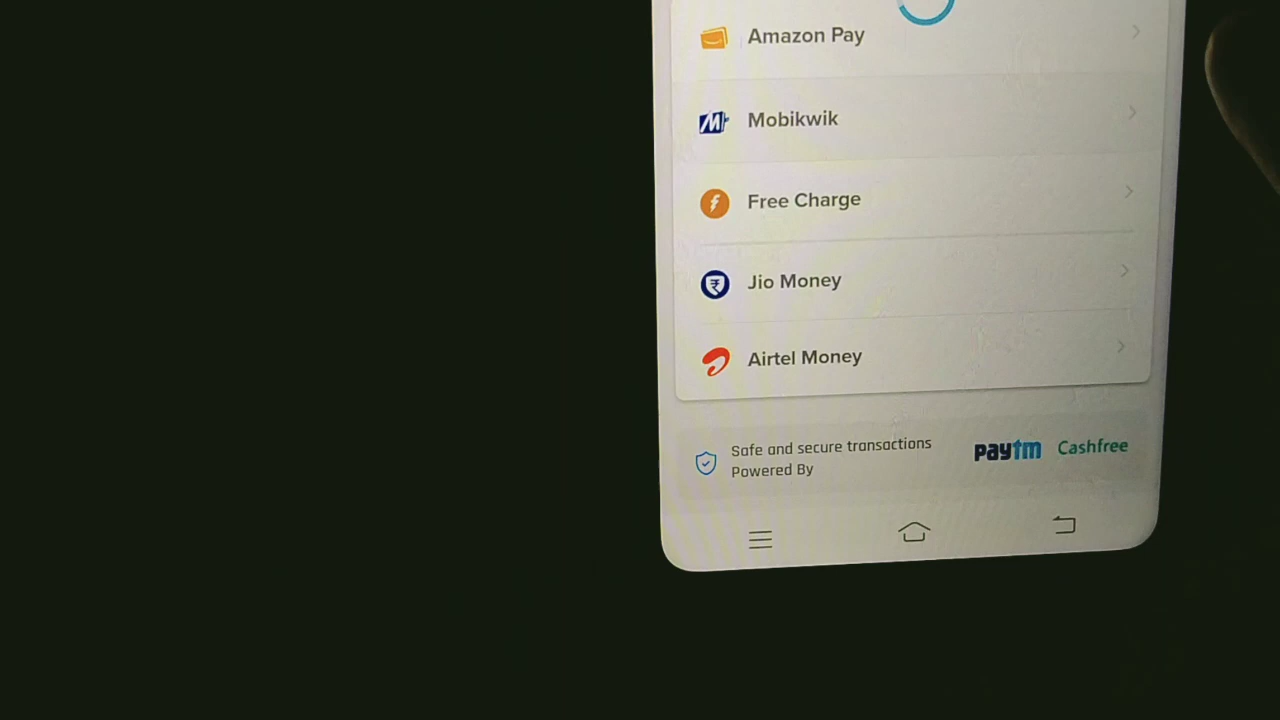 Amazon Pay
Mobikwik
Free Charge
Jio Money
Airtel Money
Safe and secure transactions
Powered By
paytm Cashfree